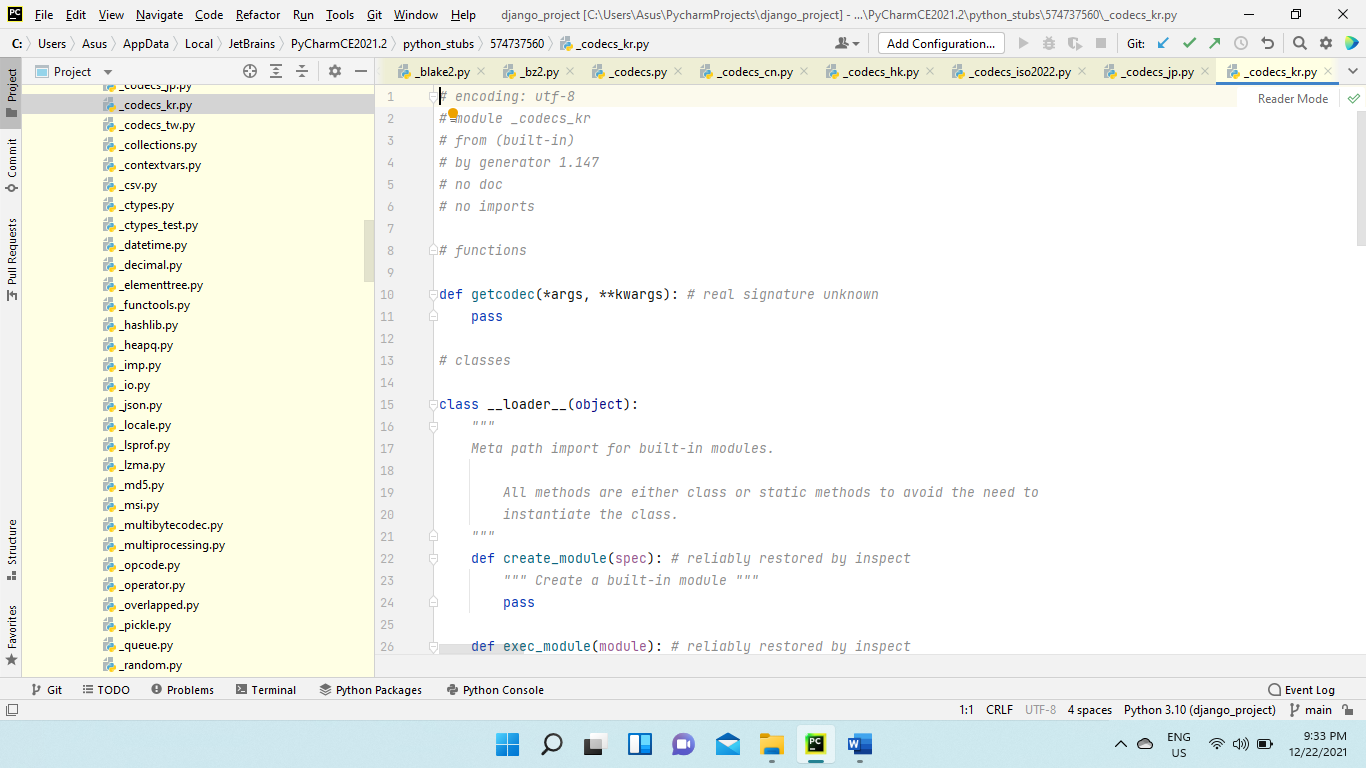 PC File Edit View Navigate Code Refactor Run Tools Git Window Help django_project [C:\Users\Asus\PycharmProjects\django_project] - ...\PyCharmCE2021.2\python_stubs\574737560\_codecs_kr.py
C: Users Asus AppData Local JetBrains PyCharmCE2021.2 python_stubs 574737560 _codecs_kr.py Add Configuration... Git:
Project
Commit
Pull Requests
Structure
Favorites
Project
_codecs_jp.py
_codecs_kr.py
_codecs_tw.py
_collections.py
_contextvars.py
_csv.py
_ctypes.py
_ctypes_test.py
_datetime.py
_decimal.py
_elementtree.py
_functools.py
_hashlib.py
_heapq.py
_imp.py
_io.py
_json.py
_locale.py
_lsprof.py
_lzma.py
_md5.py
_msi.py
_multibytecodec.py
_multiprocessing.py
_opcode.py
_operator.py
_overlapped.py
_pickle.py
_queue.py
_random.py
_blake2.py _bz2.py _codecs.py _codecs_cn.py _codecs_hk.py _codecs_iso2022.py _codecs_jp.py _codecs_kr.py
Reader Mode
1 # encoding: utf-8
2 # module _codecs_kr
3 # from (built-in)
4 # by generator 1.147
5 # no doc
6 # no imports
7
8 # functions
9
10 def getcodec(*args, **kwargs): # real signature unknown
11 pass
12
13 # classes
14
15 class __loader__(object):
16 """
17 Meta path import for built-in modules.
18
19 All methods are either class or static methods to avoid the need to
20 instantiate the class.
21 """
22 def create_module(spec): # reliably restored by inspect
23 """ Create a built-in module """
24 pass
25
26 def exec_module(module): # reliably restored by inspect
Git TODO Problems Terminal Python Packages Python Console Event Log
1:1 CRLF UTF-8 4 spaces Python 3.10 (django_project) main
PC W
ENG
US
9:33 PM
12/22/2021